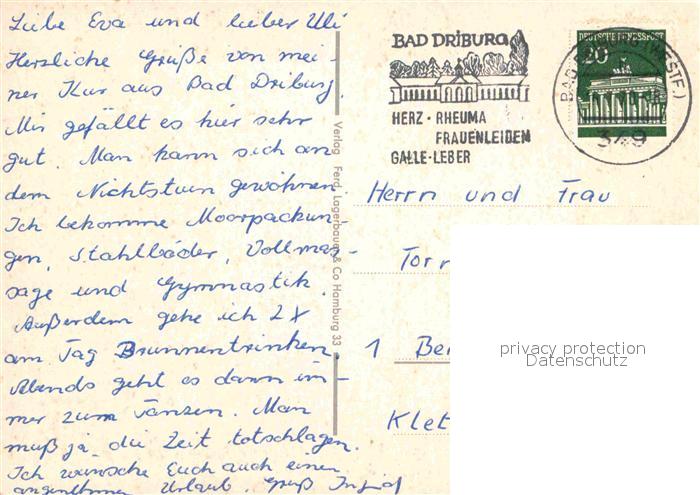 Liebe Eva und lieber Uli
Herzliche Grüße von mei-
ner Kur aus Bad Driburg.
Mir gefällt es hier sehr
gut. Man kann sich an
dem Nichtstun gewöhnen.
Ich bekomme Moorpackun-
gen, Stahlbäder, Vollmas-
sage und Gymnastik.
Außerdem gehe ich 2x
am Tag Brunnentrinken.
Abends geht es dann im-
mer zum Tanzen. Man
muß ja die Zeit totschlagen.
Ich wünsche Euch auch einen
angenehmen Urlaub. Gruß Ingrid
Verlag Ferd. Lagerbauer & Co Hamburg 33
BAD DRIBURG
HERZ · RHEUMA
FRAUENLEIDEN
GALLE-LEBER
DEUTSCHE BUNDESPOST
20
349
Herrn und Frau
Tor
1 Ber
Klet
privacy protection
Datenschutz